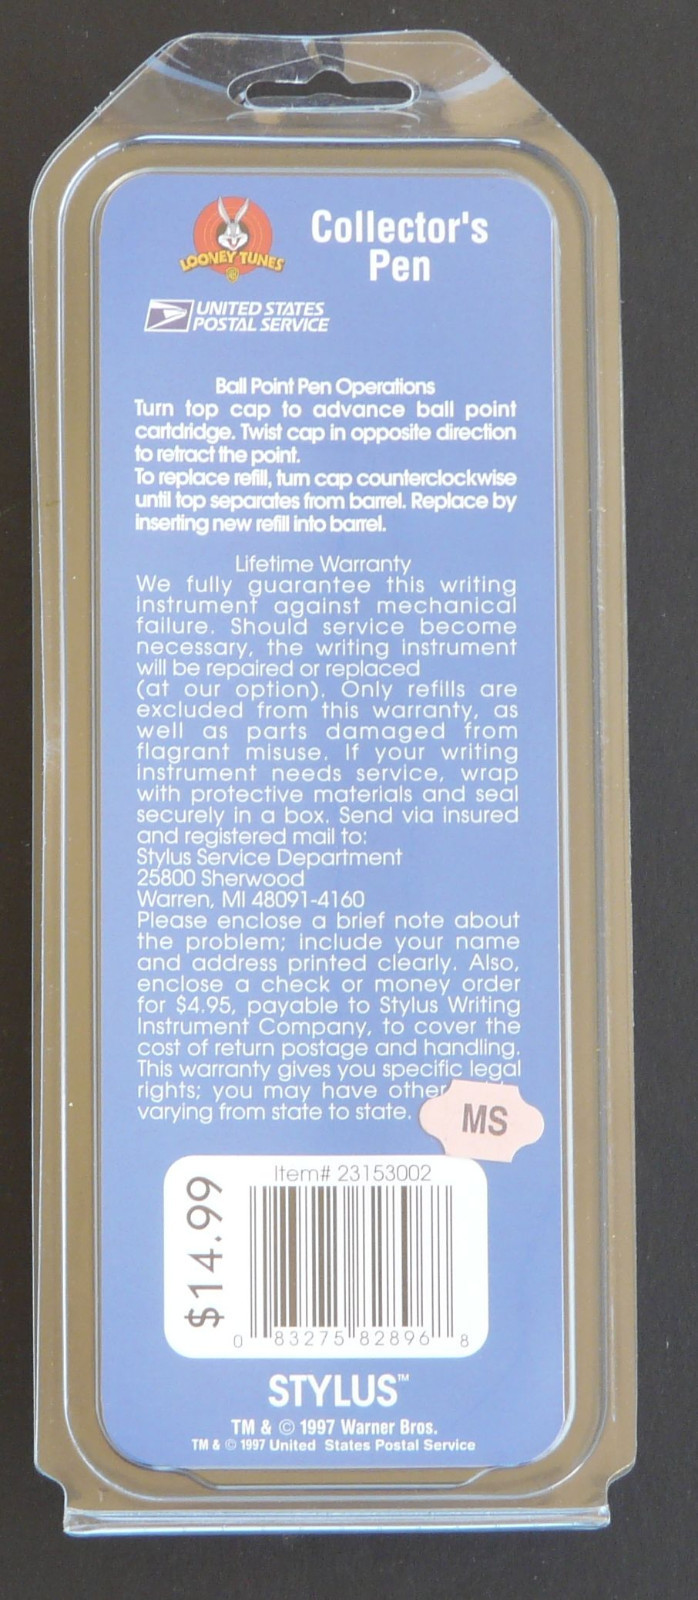 LOONEY TUNES
Collector's
Pen
UNITED STATES
POSTAL SERVICE
Ball Point Pen Operations
Turn top cap to advance ball point
cartdridge. Twist cap in opposite direction
to retract the point.
To replace refill, turn cap counterclockwise
until top separates from barrel. Replace by
inserting new refill into barrel.
Lifetime Warranty
We fully guarantee this writing
instrument against mechanical
failure. Should service become
necessary, the writing instrument
will be repaired or replaced
(at our option). Only refills are
excluded from this warranty, as
well as parts damaged from
flagrant misuse. If your writing
instrument needs service, wrap
with protective materials and seal
securely in a box. Send via insured
and registered mail to:
Stylus Service Department
25800 Sherwood
Warren, MI 48091-4160
Please enclose a brief note about
the problem; include your name
and address printed clearly. Also,
enclose a check or money order
for $4.95, payable to Stylus Writing
Instrument Company, to cover the
cost of return postage and handling.
This warranty gives you specific legal
rights; you may have other
varying from state to state.
MS
Item# 23153002
$14.99
0 83275 82896 8
STYLUS™
TM & © 1997 Warner Bros.
TM & © 1997 United States Postal Service